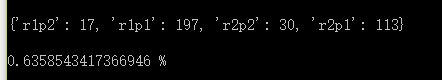 {'r1p2': 17, 'r1p1': 197, 'r2p2': 30, 'r2p1': 113}
0.6358543417366946 %